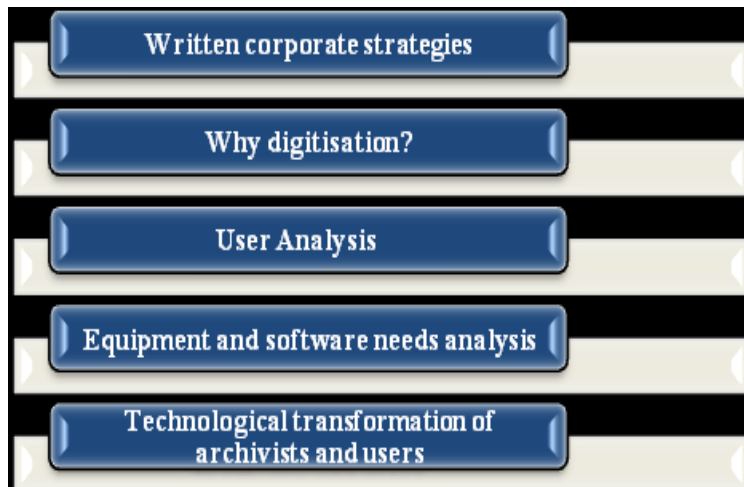 Written corporate strategies
Why digitisation?
User Analysis
Equipment and software needs analysis
Technological transformation of
archivists and users